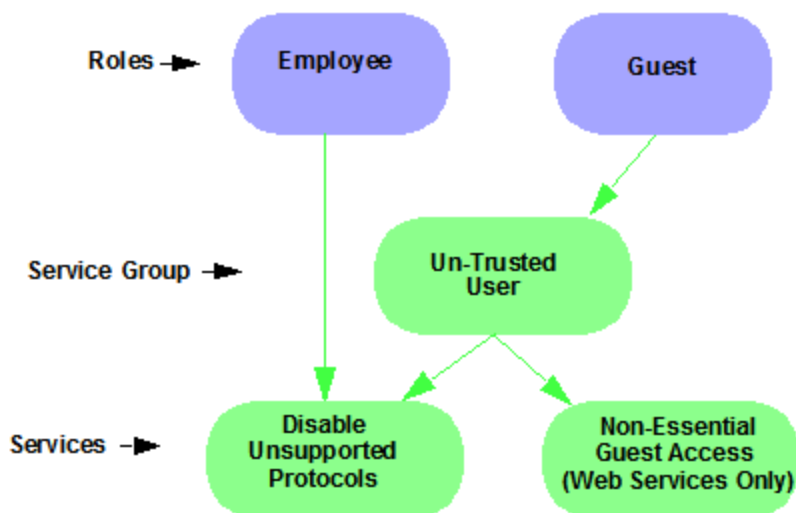 Roles
Employee
Guest
Service Group
Un-Trusted
User
Services
Disable
Unsupported
Protocols
Non-Essential
Guest Access
(Web Services Only)